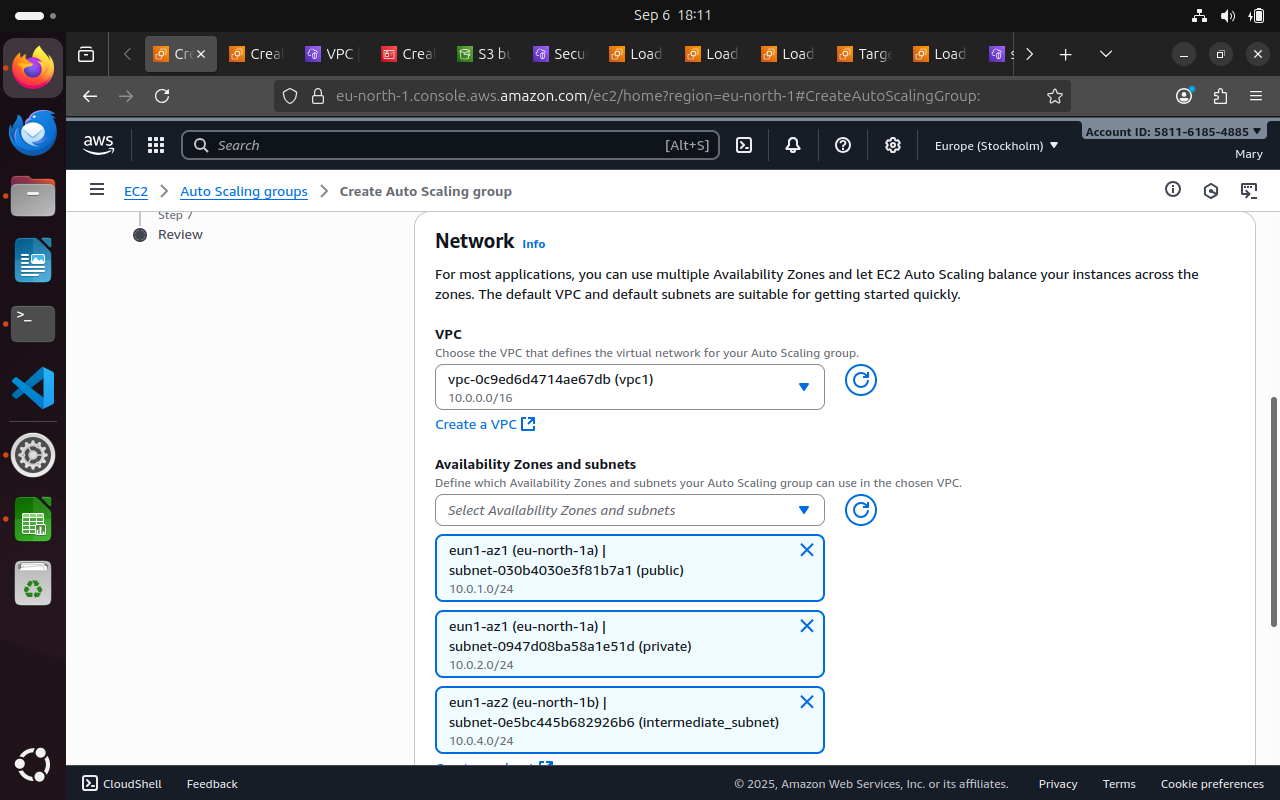 Sep 6 18:11
Cre
Creat
VPC
Creat
S3 bu
Secu
Load
Load
Load
Targe
Load
s
eu-north-1.console.aws.amazon.com/ec2/home?region=eu-north-1#CreateAutoScalingGroup:
aws
Search
[Alt+S]
Europe (Stockholm)
Account ID: 5811-6185-4885
Mary
EC2
Auto Scaling groups
Create Auto Scaling group
Step 7
Review
Network Info
For most applications, you can use multiple Availability Zones and let EC2 Auto Scaling balance your instances across the
zones. The default VPC and default subnets are suitable for getting started quickly.
VPC
Choose the VPC that defines the virtual network for your Auto Scaling group.
vpc-0c9ed6d4714ae67db (vpc1)
10.0.0.0/16
Create a VPC
Availability Zones and subnets
Define which Availability Zones and subnets your Auto Scaling group can use in the chosen VPC.
Select Availability Zones and subnets
eun1-az1 (eu-north-1a) |
subnet-030b4030e3f81b7a1 (public)
10.0.1.0/24
eun1-az1 (eu-north-1a) |
subnet-0947d08ba58a1e51d (private)
10.0.2.0/24
eun1-az2 (eu-north-1b) |
subnet-0e5bc445b682926b6 (intermediate_subnet)
10.0.4.0/24
CloudShell
Feedback
© 2025, Amazon Web Services, Inc. or its affiliates.
Privacy
Terms
Cookie preferences